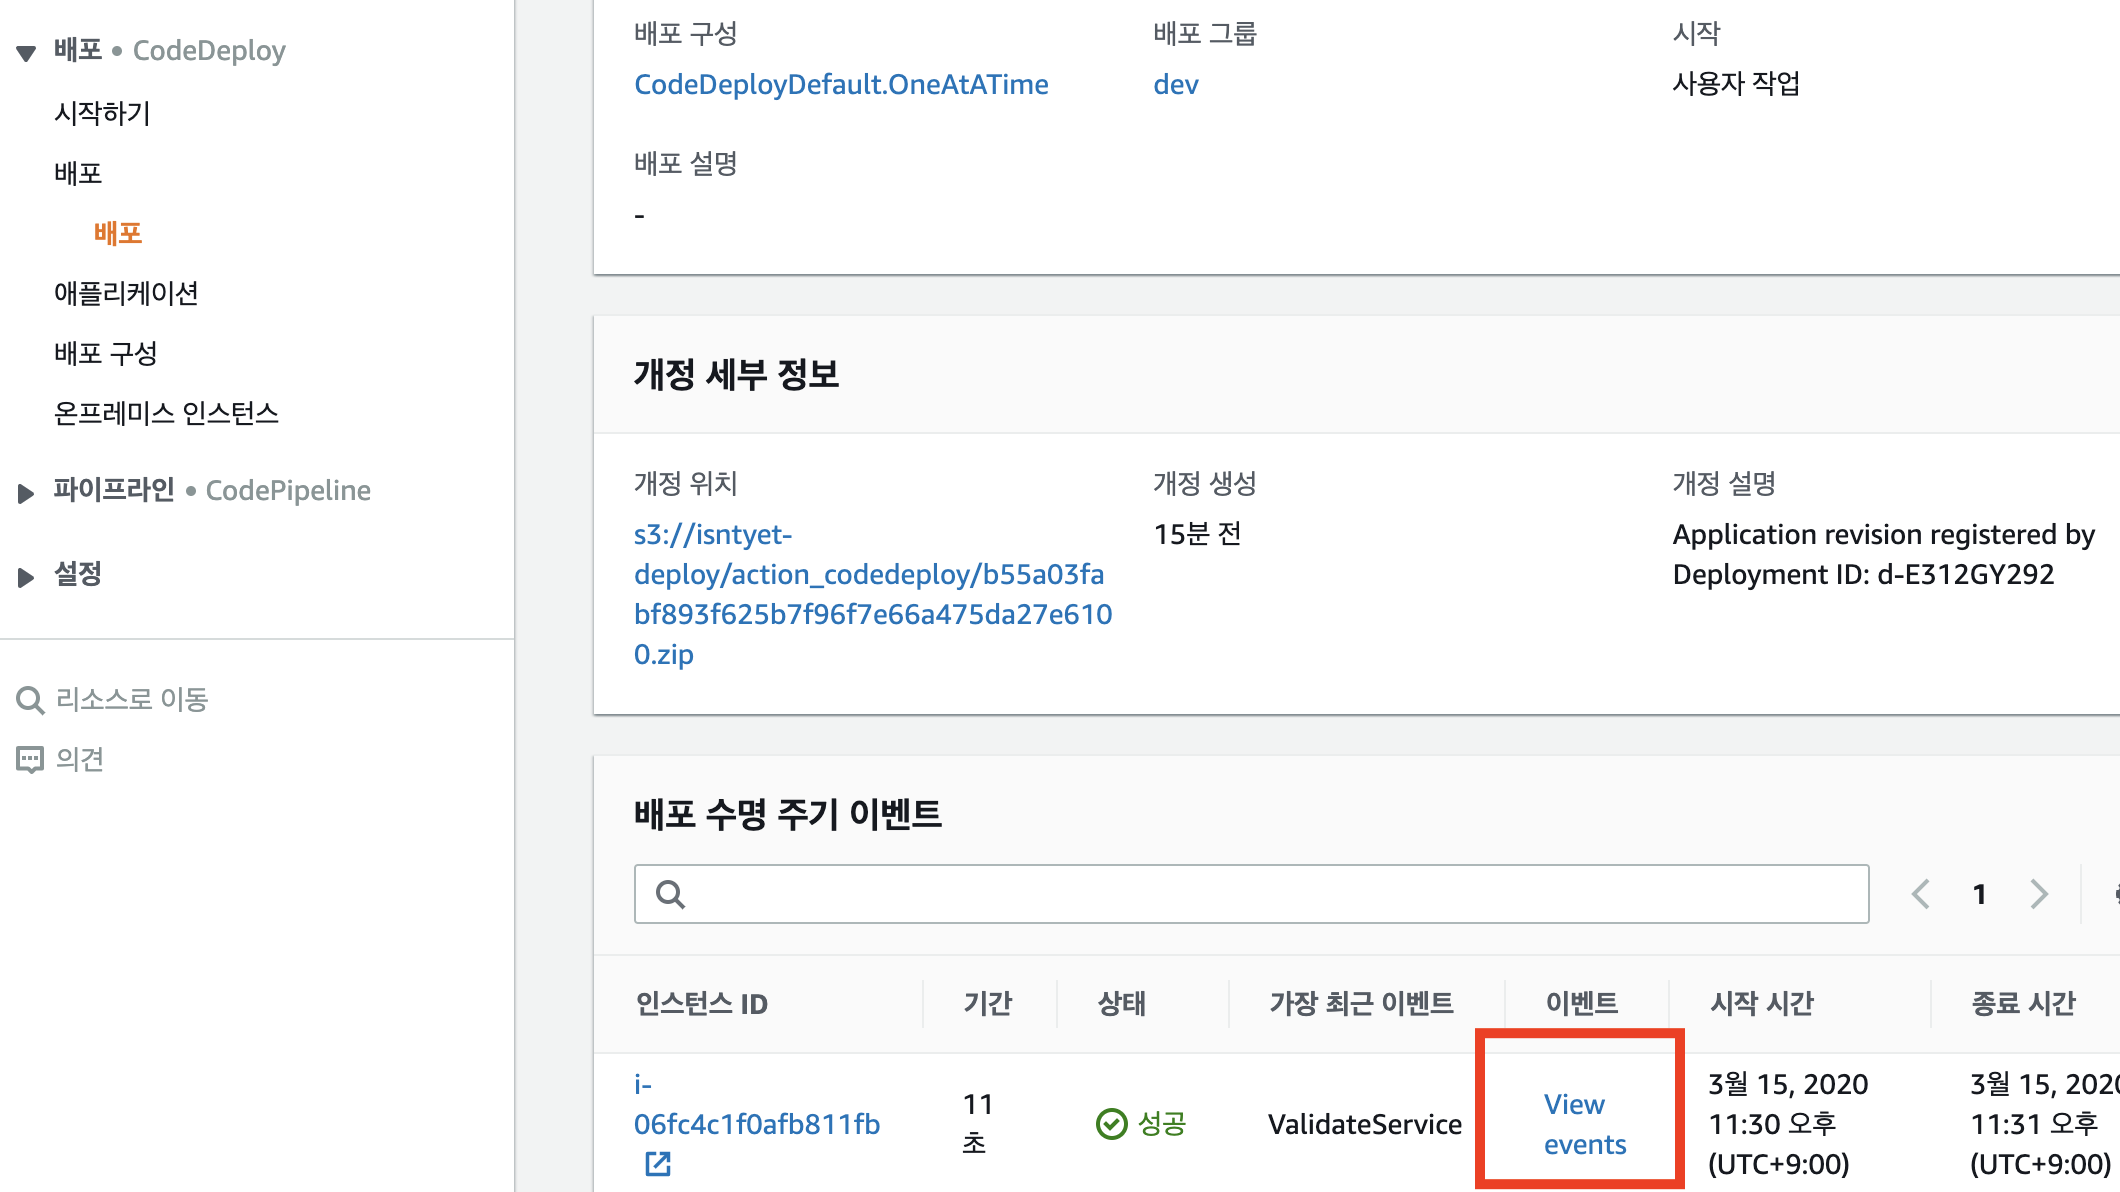 배포 • CodeDeploy
시작하기
배포
배포
애플리케이션
배포 구성
온프레미스 인스턴스
파이프라인 • CodePipeline
설정
리소스로 이동
의견
배포 구성
CodeDeployDefault.OneAtATime
배포 그룹
dev
시작
사용자 작업
배포 설명
-
개정 세부 정보
개정 위치
s3://isntyet-
deploy/action_codedeploy/b55a03fa
bf893f625b7f96f7e66a475da27e610
0.zip
개정 생성
15분 전
개정 설명
Application revision registered by
Deployment ID: d-E312GY292
배포 수명 주기 이벤트
1
인스턴스 ID 기간 상태 가장 최근 이벤트 이벤트 시작 시간 종료 시간
i-
06fc4c1f0afb811fb
11
초
성공
ValidateService
View
events
3월 15, 2020
11:30 오후
(UTC+9:00)
3월 15, 202
11:31 오후
(UTC+9:00)